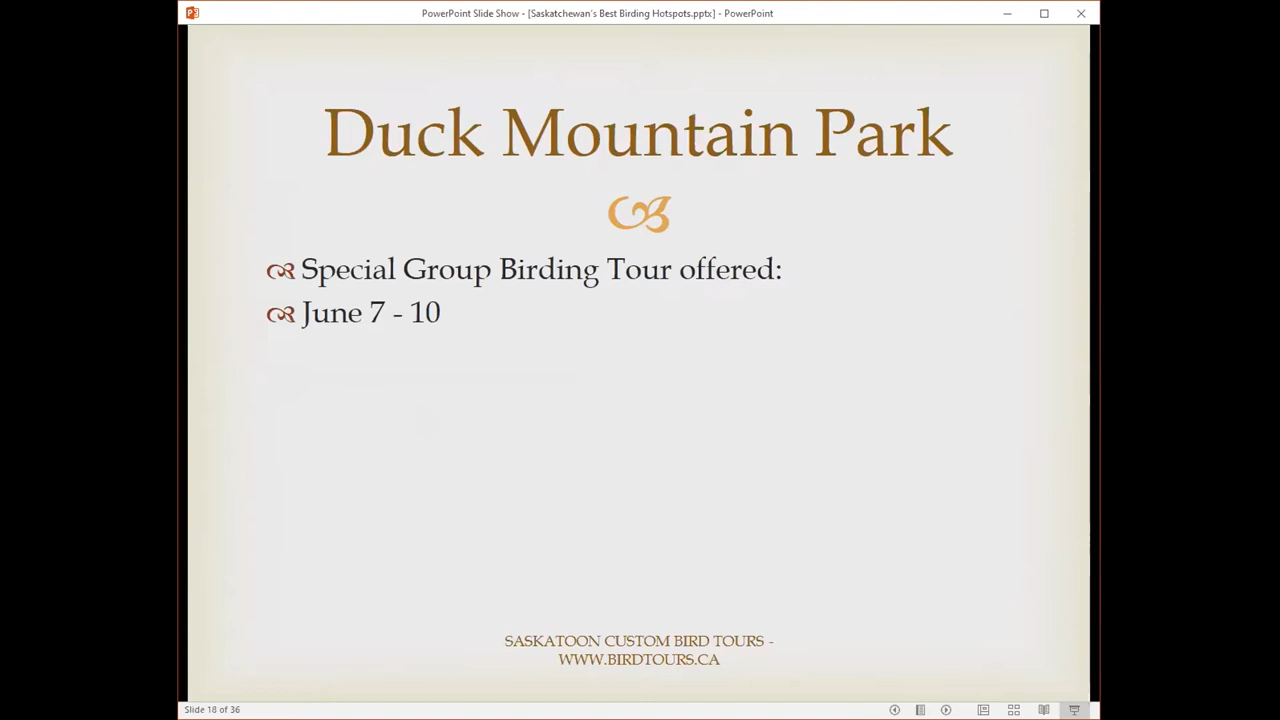 PowerPoint Slide Show - [Saskatchewan's Best Birding Hotspots.pptx] - PowerPoint
Duck Mountain Park
Special Group Birding Tour offered:
June 7 - 10
SASKATOON CUSTOM BIRD TOURS -
WWW.BIRDTOURS.CA
Slide 18 of 36